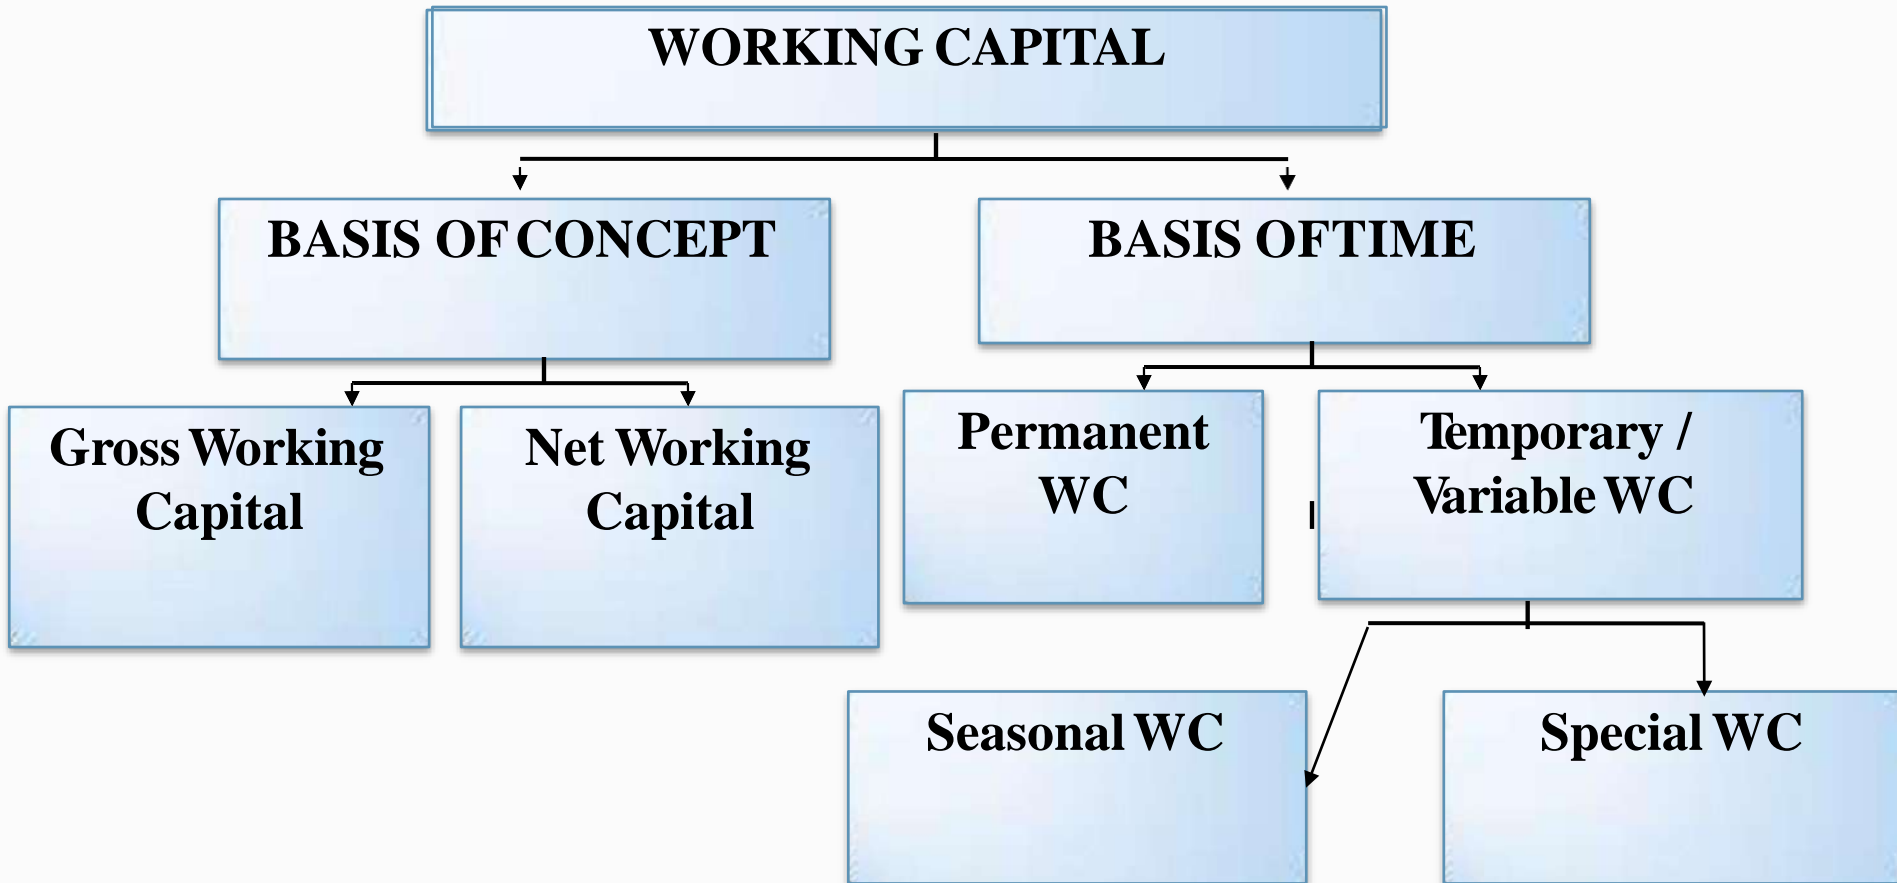 WORKING CAPITAL
BASIS OF CONCEPT
BASIS OFTIME
Gross Working
Capital
Net Working
Capital
Permanent
WC
Temporary /
Variable WC
Seasonal WC
Special WC